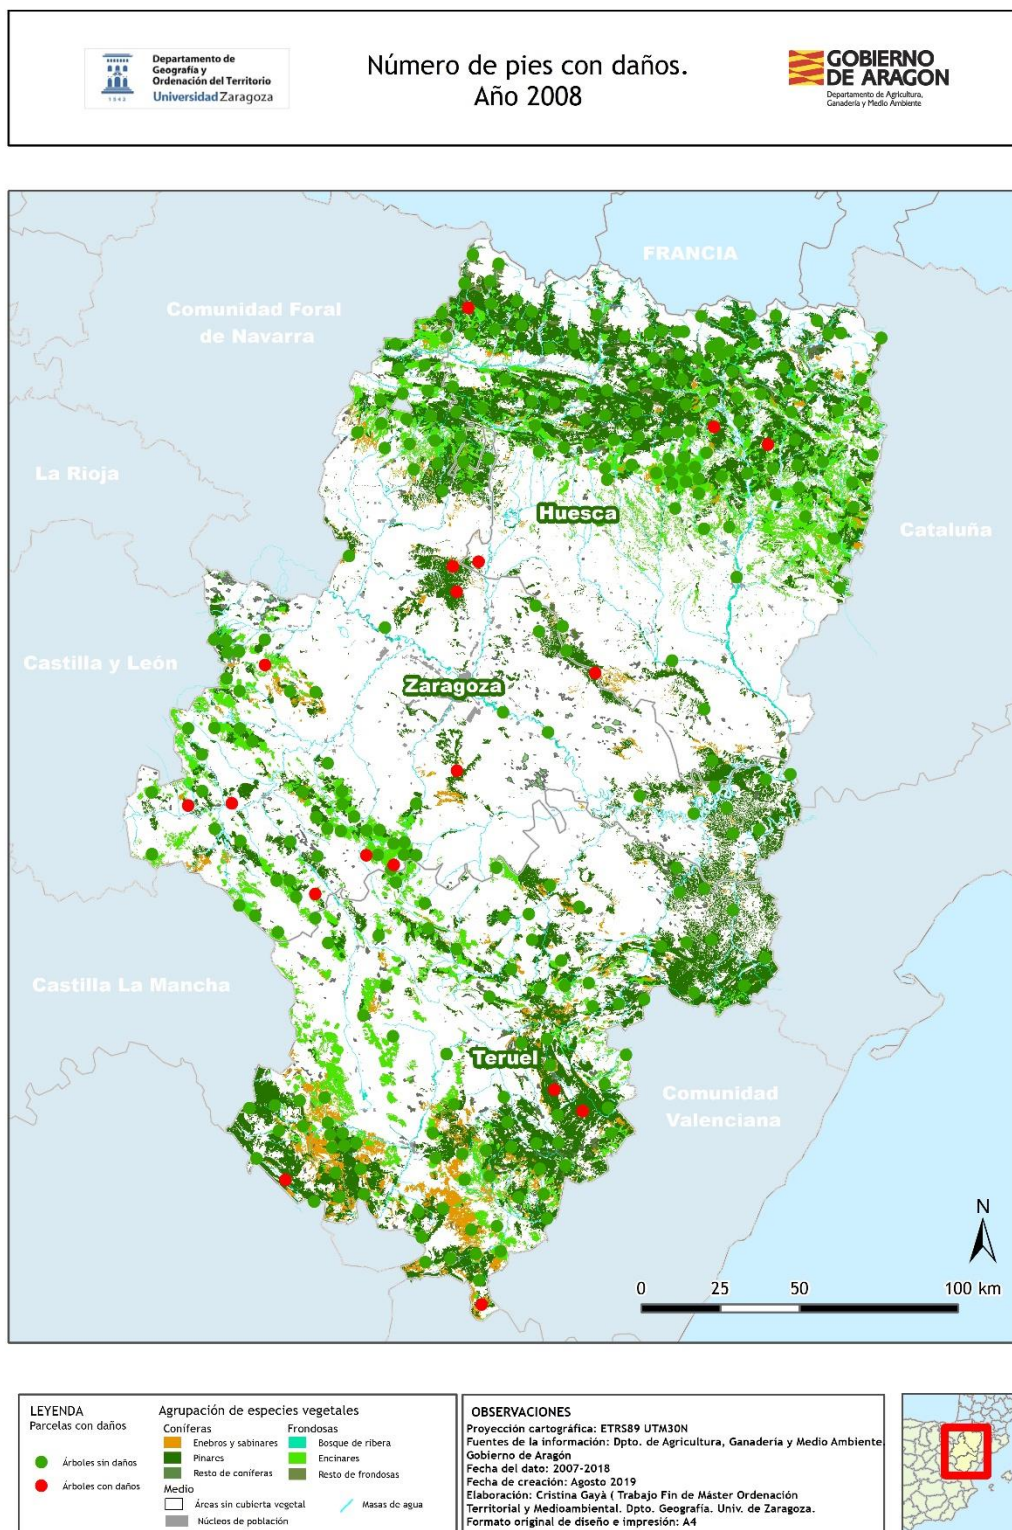 Departamento de
Geografía y
Ordenación del Territorio
Universidad Zaragoza
1542
Número de pies con daños.
Año 2008
GOBIERNO
DE ARAGON
Departamento de Agricultura,
Ganadería y Medio Ambiente
FRANCIA
Comunidad Foral
de Navarra
La Rioja
Huesca
Cataluña
Castilla y León
Zaragoza
Castilla La Mancha
Teruel
Comunidad
Valenciana
N
0 25 50 100 km
LEYENDA
Parcelas con daños
Árboles sin daños
Árboles con daños
Agrupación de especies vegetales
Coníferas
Enebros y sabinares
Pinares
Resto de coníferas
Frondosas
Bosque de ribera
Encinares
Resto de frondosas
Medio
Áreas sin cubierta vegetal
Núcleos de población
Masas de agua
OBSERVACIONES
Proyección cartográfica: ETRS89 UTM30N
Fuentes de la información: Dpto. de Agricultura, Ganadería y Medio Ambiente.
Gobierno de Aragón
Fecha del dato: 2007-2018
Fecha de creación: Agosto 2019
Elaboración: Cristina Gayà ( Trabajo Fin de Máster Ordenación
Territorial y Medioambiental. Dpto. Geografía. Univ. de Zaragoza.
Formato original de diseño e impresión: A4